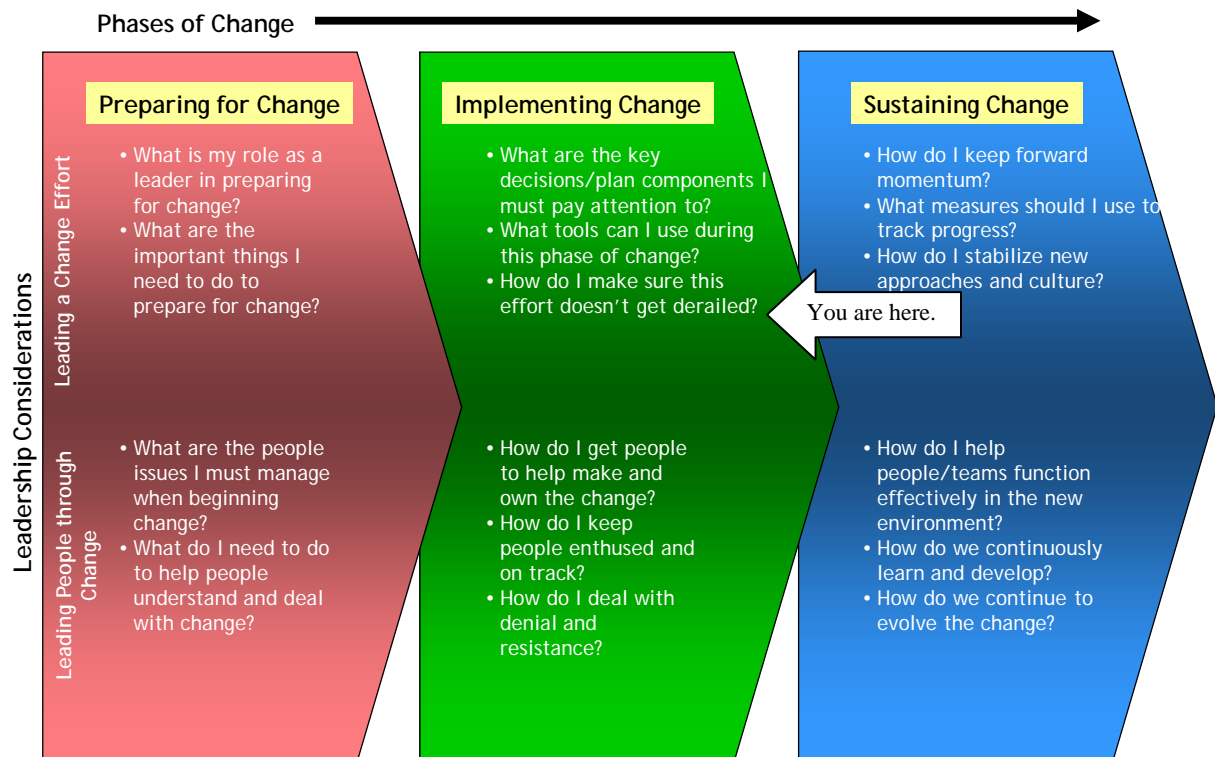 Phases of Change
Leadership Considerations
Leading a Change Effort
Preparing for Change
• What is my role as a
leader in preparing
for change?
• What are the
important things I
need to do to
prepare for change?
Implementing Change
• What are the key
decisions/plan components I
must pay attention to?
• What tools can I use during
this phase of change?
• How do I make sure this
effort doesn't get derailed?
Sustaining Change
• How do I keep forward
momentum?
• What measures should I use to
track progress?
• How do I stabilize new
approaches and culture?
You are here.
Leading People through
Change
• What are the people
issues I must manage
when beginning
change?
• What do I need to do
to help people
understand and deal
with change?
• How do I get people
to help make and
own the change?
• How do I keep
people enthused and
on track?
• How do I deal with
denial and
resistance?
• How do I help
people/teams function
effectively in the new
environment?
• How do we continuously
learn and develop?
• How do we continue to
evolve the change?